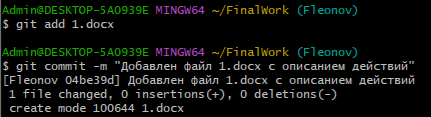 Admin@DESKTOP-5A0939E MINGW64 ~/FinalWork (Fleonov)
$ git add 1.docx
Admin@DESKTOP-5A0939E MINGW64 ~/FinalWork (Fleonov)
$ git commit -m "Добавлен файл 1.docx с описанием действий"
[Fleonov 04be39d] Добавлен файл 1.docx с описанием действий
1 file changed, 0 insertions(+), 0 deletions(-)
create mode 100644 1.docx